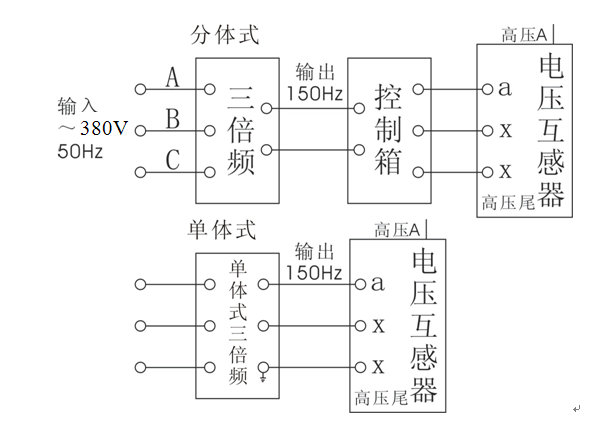 分体式
高压A
输入
～380V
50Hz
A
B
C
三倍频
输出
150Hz
控制箱
a
x
x
电压互感器
高压尾
单体式
高压A
单体式三倍频
输出
150Hz
a
x
x
电压互感器
高压尾